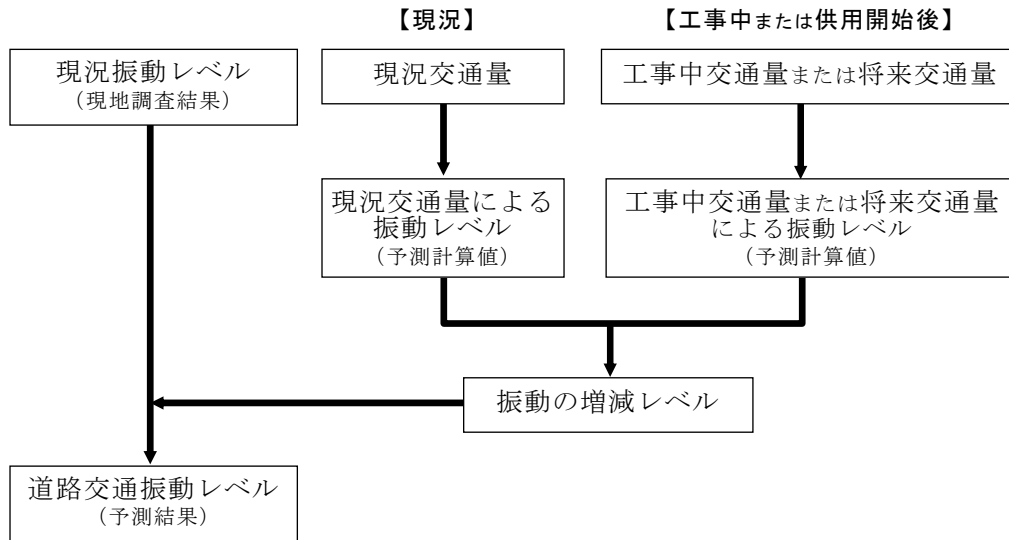 【現況】
【工事中または供用開始後】
現況振動レベル
（現地調査結果）
現況交通量
工事中交通量または将来交通量
現況交通量による
振動レベル
（予測計算値）
工事中交通量または将来交通量
による振動レベル
（予測計算値）
振動の増減レベル
道路交通振動レベル
（予測結果）